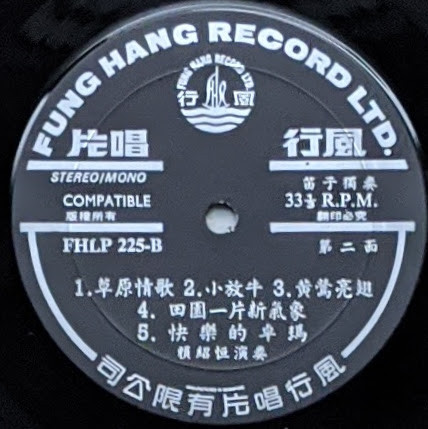 FUNG HANG RECORD LTD.
FUNG HANG RECORD LTD.
風行
風行唱片
STEREO/MONO
COMPATIBLE
版權所有
FHLP 225-B
笛子獨奏
33⅓ R.P.M.
翻印必究
第二面
1.草原情歌 2.小放牛 3.黄鶯亮翅
4. 田園一片新氣象
5. 快樂的卓瑪
賴紹恒演奏
風行唱片有限公司